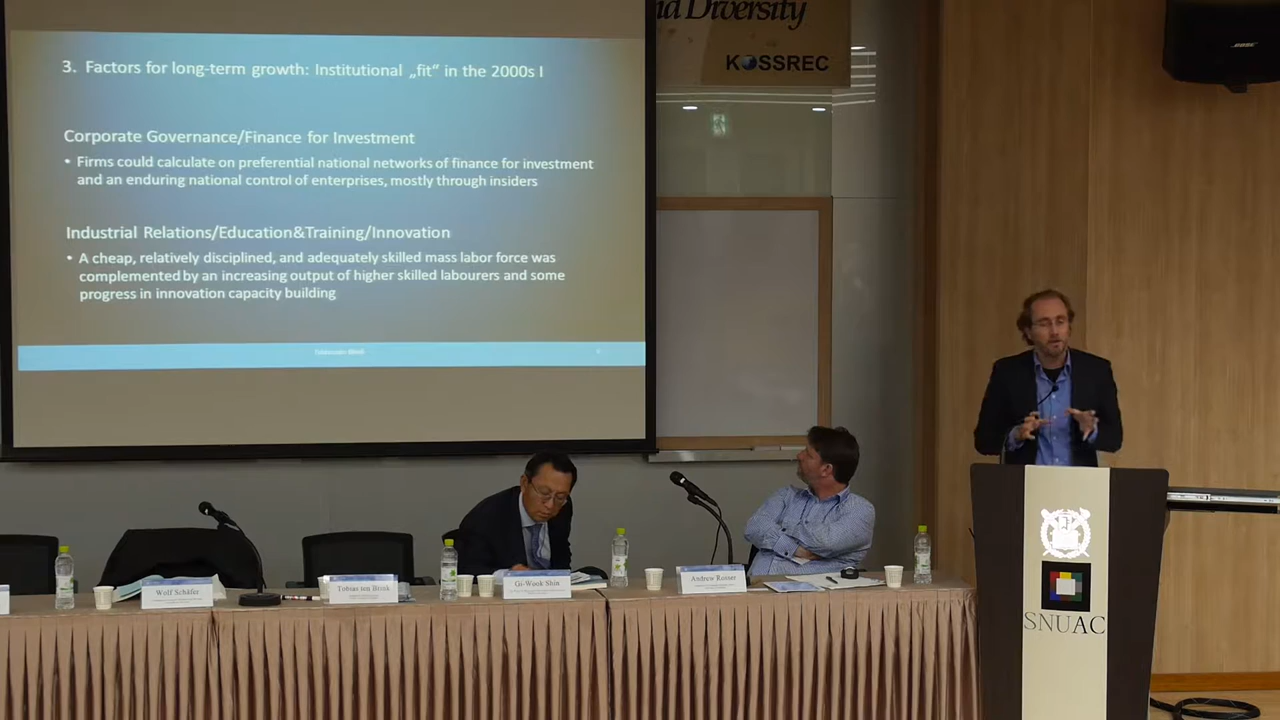 3. Factors for long-term growth: Institutional „fit" in the 2000s I
Corporate Governance/Finance for Investment
• Firms could calculate on preferential national networks of finance for investment
and an enduring national control of enterprises, mostly through insiders
Industrial Relations/Education&Training/Innovation
• A cheap, relatively disciplined, and adequately skilled mass labor force was
complemented by an increasing output of higher skilled labourers and some
progress in innovation capacity building
nd Diversity
KOSSREC
BOSE
Wolf Schäfer
Tobias ten Brink
Gi-Wook Shin
Andrew
SNUAC